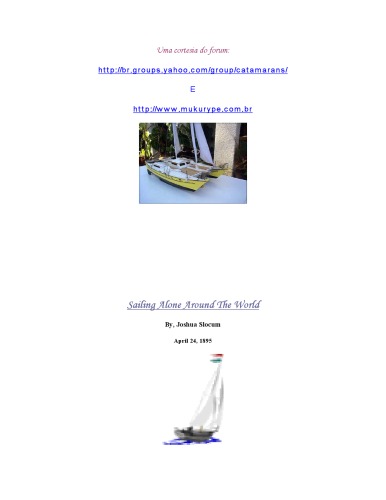 Uma cortesia do forum:
http://br.groups.yahoo.com/group/catamarans/
E
http://www.mukurype.com.br
Sailing Alone Around The World
By, Joshua Slocum
April 24, 1895